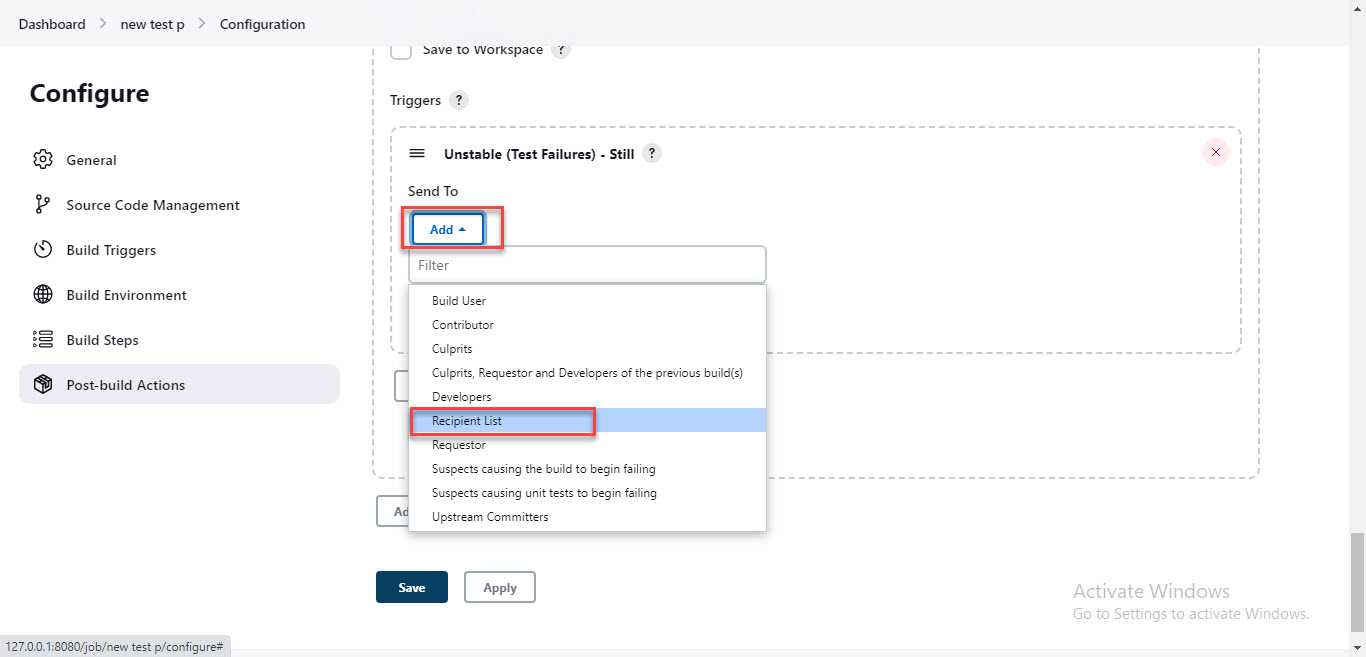 Dashboard > new test p > Configuration
Save to Workspace ?
Configure
Triggers ?
General
Source Code Management
Build Triggers
Build Environment
Build Steps
Post-build Actions
Unstable (Test Failures) - Still ?
Send To
Add
Filter
Build User
Contributor
Culprits
Culprits, Requestor and Developers of the previous build(s)
Developers
Recipient List
Requestor
Suspects causing the build to begin failing
Suspects causing unit tests to begin failing
Upstream Committers
Save
Apply
Activate Windows
Go to Settings to activate Windows.
127.0.0.1:8080/job/new test p/configure#